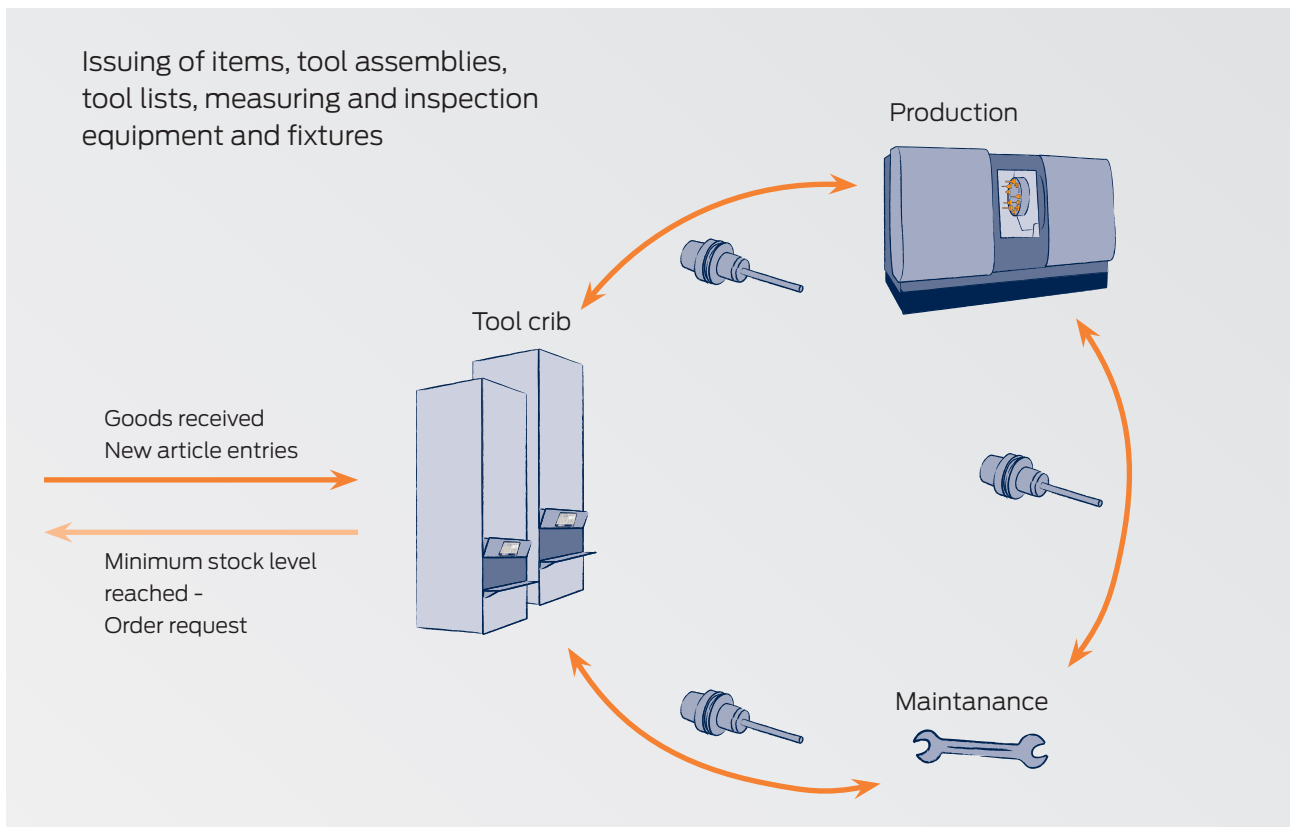 Issuing of items, tool assemblies,
tool lists, measuring and inspection
equipment and fixtures
Production
Tool crib
Goods received
New article entries
Minimum stock level
reached -
Order request
Maintanance